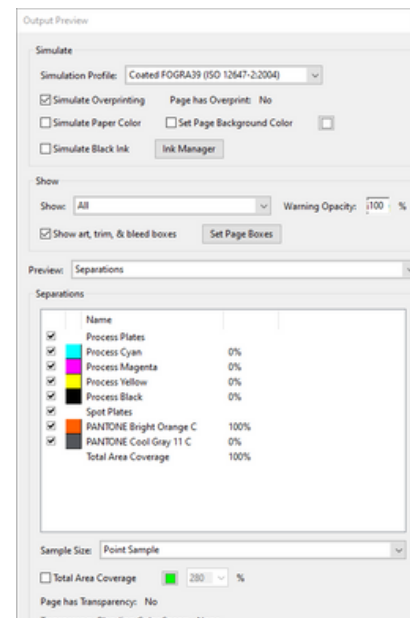 Output Preview
Simulate
Simulation Profile: Coated FOGRA39 (ISO 12647-2:2004)
Simulate Overprinting Page has Overprint: No
Simulate Paper Color Set Page Background Color
Simulate Black Ink Ink Manager
Show
Show: All Warning Opacity: 100 %
Show art, trim, & bleed boxes Set Page Boxes
Preview: Separations
Separations
Name
Process Plates
Process Cyan 0%
Process Magenta 0%
Process Yellow 0%
Process Black 0%
Spot Plates
PANTONE Bright Orange C 100%
PANTONE Cool Gray 11 C 0%
Total Area Coverage 100%
Sample Size: Point Sample
Total Area Coverage 280 %
Page has Transparency: No